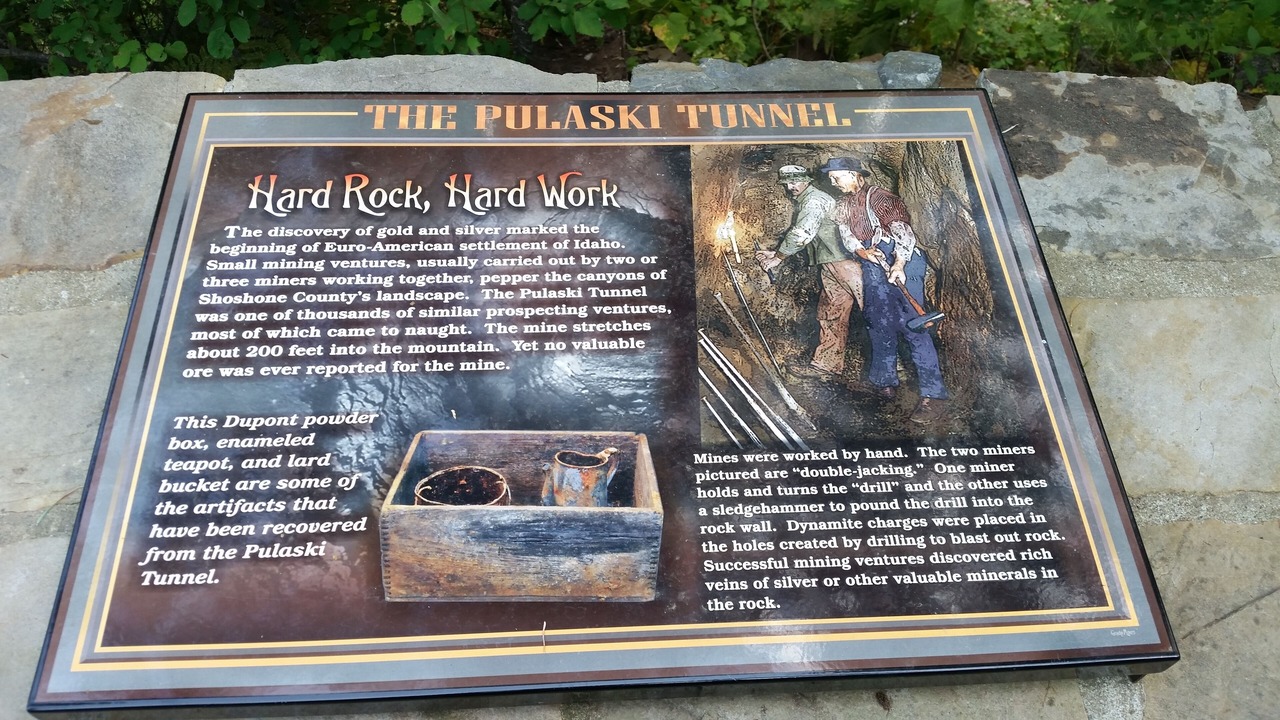 THE PULASKI TUNNEL
Hard Rock, Hard Work
The discovery of gold and silver marked the
beginning of Euro-American settlement of Idaho.
Small mining ventures, usually carried out by two or
three miners working together, pepper the canyons of
Shoshone County's landscape. The Pulaski Tunnel
was one of thousands of similar prospecting ventures,
most of which came to naught. The mine stretches
about 200 feet into the mountain. Yet no valuable
ore was ever reported for the mine.
This Dupont powder
box, enameled
teapot, and lard
bucket are some of
the artifacts that
have been recovered
from the Pulaski
Tunnel.
Mines were worked by hand. The two miners
pictured are “double-jacking.” One miner
holds and turns the “drill” and the other uses
a sledgehammer to pound the drill into the
rock wall. Dynamite charges were placed in
the holes created by drilling to blast out rock.
Successful mining ventures discovered rich
veins of silver or other valuable minerals in
the rock.